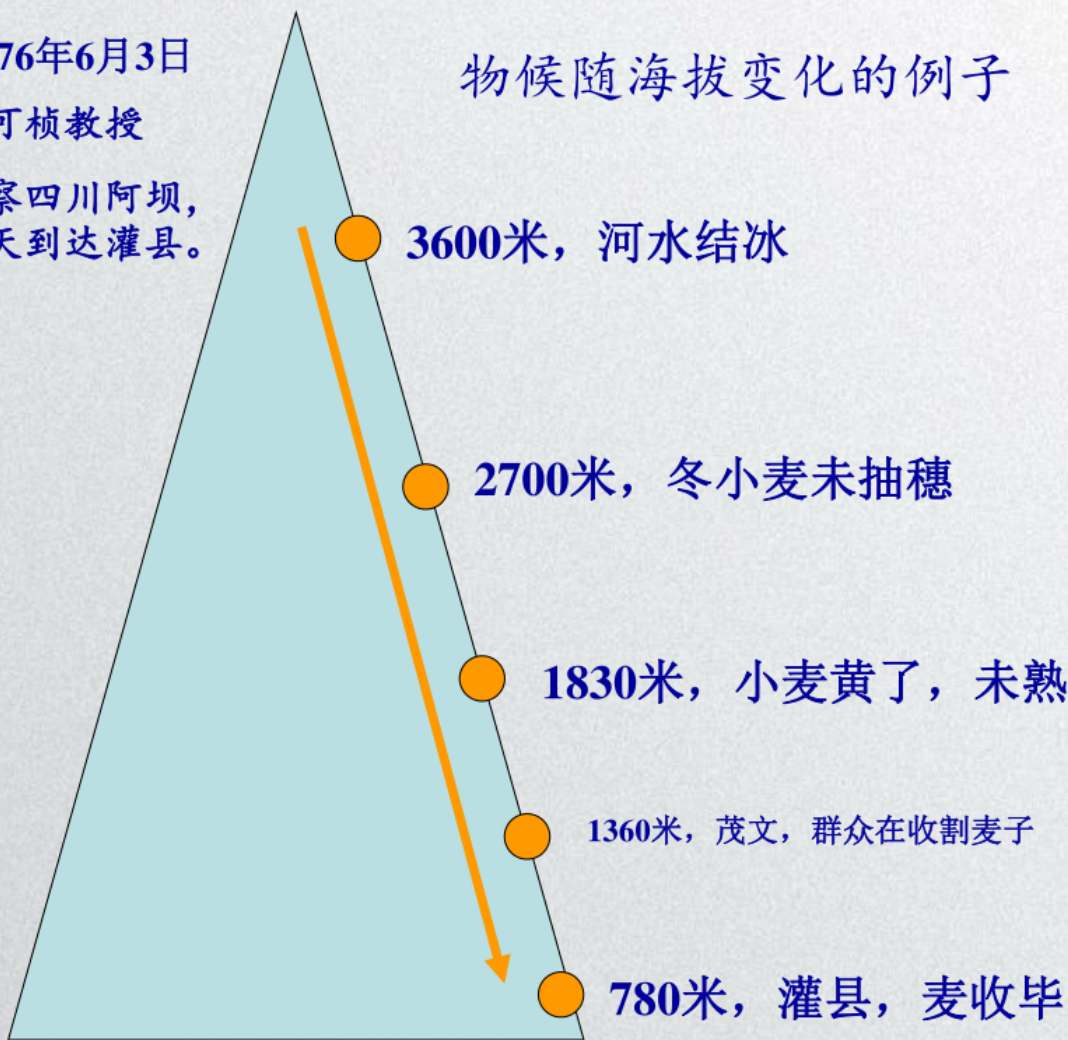 76年6月3日
物候随海拔变化的例子
可桢教授
察四川阿坝，
天到达灌县。
3600米，河水结冰
2700米，冬小麦未抽穗
1830米，小麦黄了，未熟
1360米，茂文，群众在收割麦子
780米，灌县，麦收毕